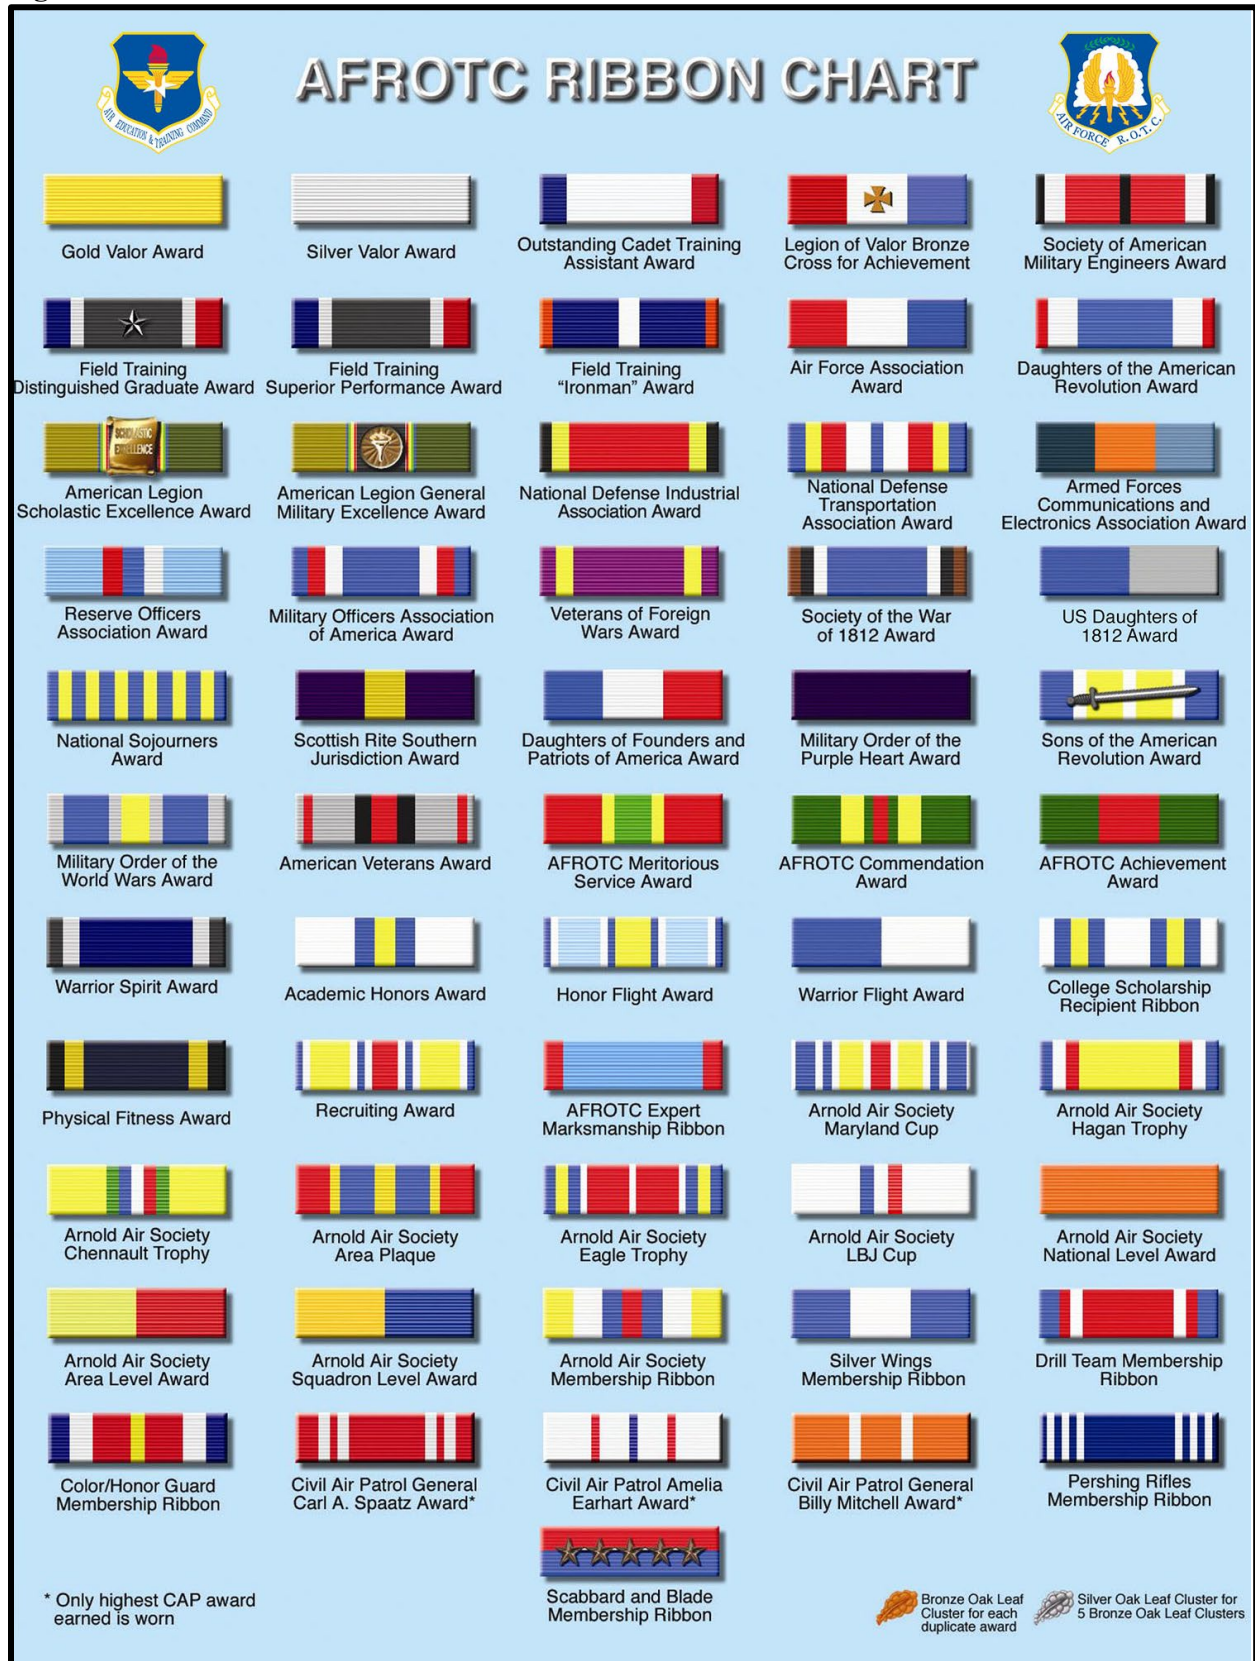 AFROTC RIBBON CHART
AIR EDUCATION & TRAINING COMMAND
AIR FORCE R.O.T.C.
Gold Valor Award
Silver Valor Award
Outstanding Cadet Training
Assistant Award
Legion of Valor Bronze
Cross for Achievement
Society of American
Military Engineers Award
Field Training
Distinguished Graduate Award
Field Training
Superior Performance Award
Field Training
“Ironman” Award
Air Force Association
Award
Daughters of the American
Revolution Award
SCHOLASTIC
EXCELLENCE
American Legion
Scholastic Excellence Award
American Legion General
Military Excellence Award
National Defense Industrial
Association Award
National Defense
Transportation
Association Award
Armed Forces
Communications and
Electronics Association Award
Reserve Officers
Association Award
Military Officers Association
of America Award
Veterans of Foreign
Wars Award
Society of the War
of 1812 Award
US Daughters of
1812 Award
National Sojourners
Award
Scottish Rite Southern
Jurisdiction Award
Daughters of Founders and
Patriots of America Award
Military Order of the
Purple Heart Award
Sons of the American
Revolution Award
Military Order of the
World Wars Award
American Veterans Award
AFROTC Meritorious
Service Award
AFROTC Commendation
Award
AFROTC Achievement
Award
Warrior Spirit Award
Academic Honors Award
Honor Flight Award
Warrior Flight Award
College Scholarship
Recipient Ribbon
Physical Fitness Award
Recruiting Award
AFROTC Expert
Marksmanship Ribbon
Arnold Air Society
Maryland Cup
Arnold Air Society
Hagan Trophy
Arnold Air Society
Chennault Trophy
Arnold Air Society
Area Plaque
Arnold Air Society
Eagle Trophy
Arnold Air Society
LBJ Cup
Arnold Air Society
National Level Award
Arnold Air Society
Area Level Award
Arnold Air Society
Squadron Level Award
Arnold Air Society
Membership Ribbon
Silver Wings
Membership Ribbon
Drill Team Membership
Ribbon
Color/Honor Guard
Membership Ribbon
Civil Air Patrol General
Carl A. Spaatz Award*
Civil Air Patrol Amelia
Earhart Award*
Civil Air Patrol General
Billy Mitchell Award*
Pershing Rifles
Membership Ribbon
Scabbard and Blade
Membership Ribbon
* Only highest CAP award
earned is worn
Bronze Oak Leaf
Cluster for each
duplicate award
Silver Oak Leaf Cluster for
5 Bronze Oak Leaf Clusters